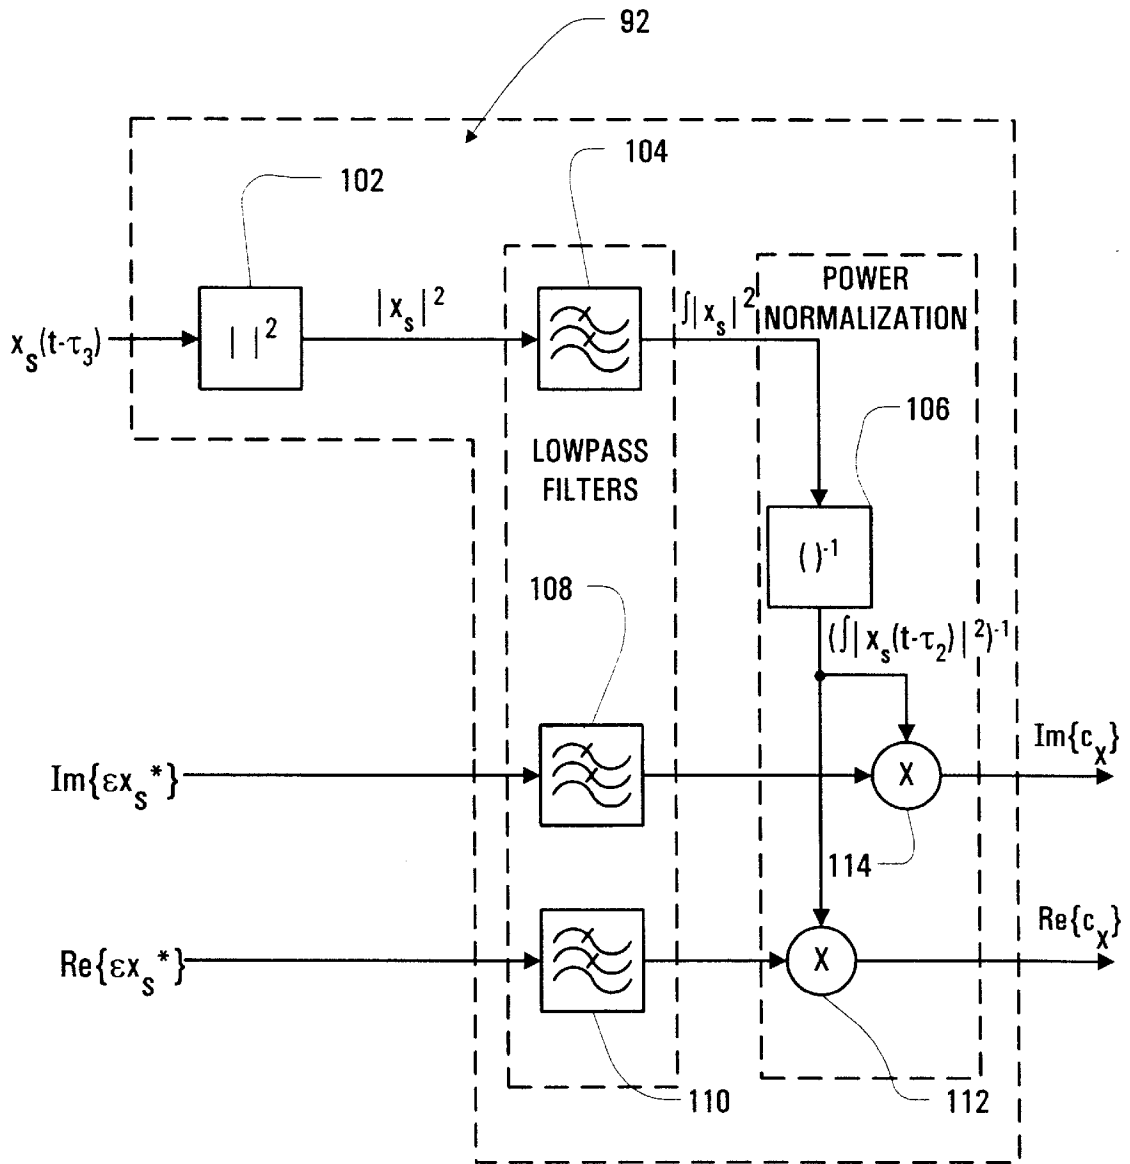 92
104
102
POWER
NORMALIZATION
|x_s|^2
∫|x_s|^2
x_s(t-τ_3)
| |^2
106
LOWPASS
FILTERS
( )^-1
108
(∫|x_s(t-τ_2)|^2)^-1
Im{c_x}
Im{εx_s*}
X
114
Re{c_x}
Re{εx_s*}
X
110
112